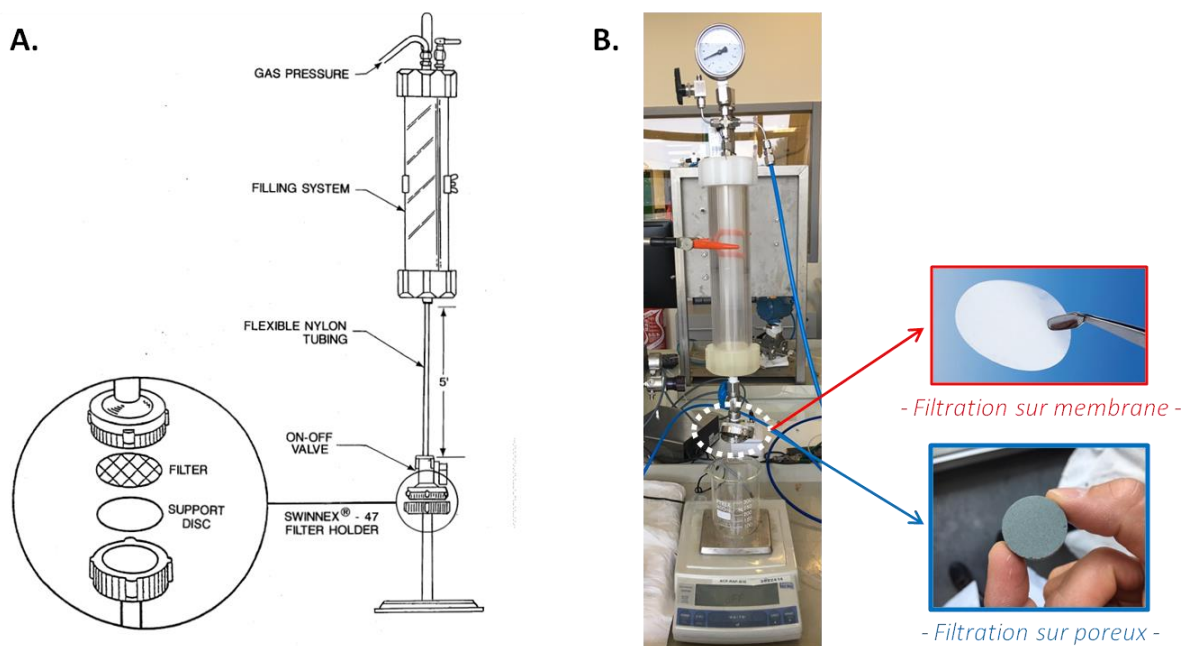 A.
GAS PRESSURE
FILLING SYSTEM
FLEXIBLE NYLON
TUBING
5'
ON-OFF
VALVE
FILTER
SUPPORT
DISC
SWINNEX® - 47
FILTER HOLDER
B.
- Filtration sur membrane -
- Filtration sur poreux -